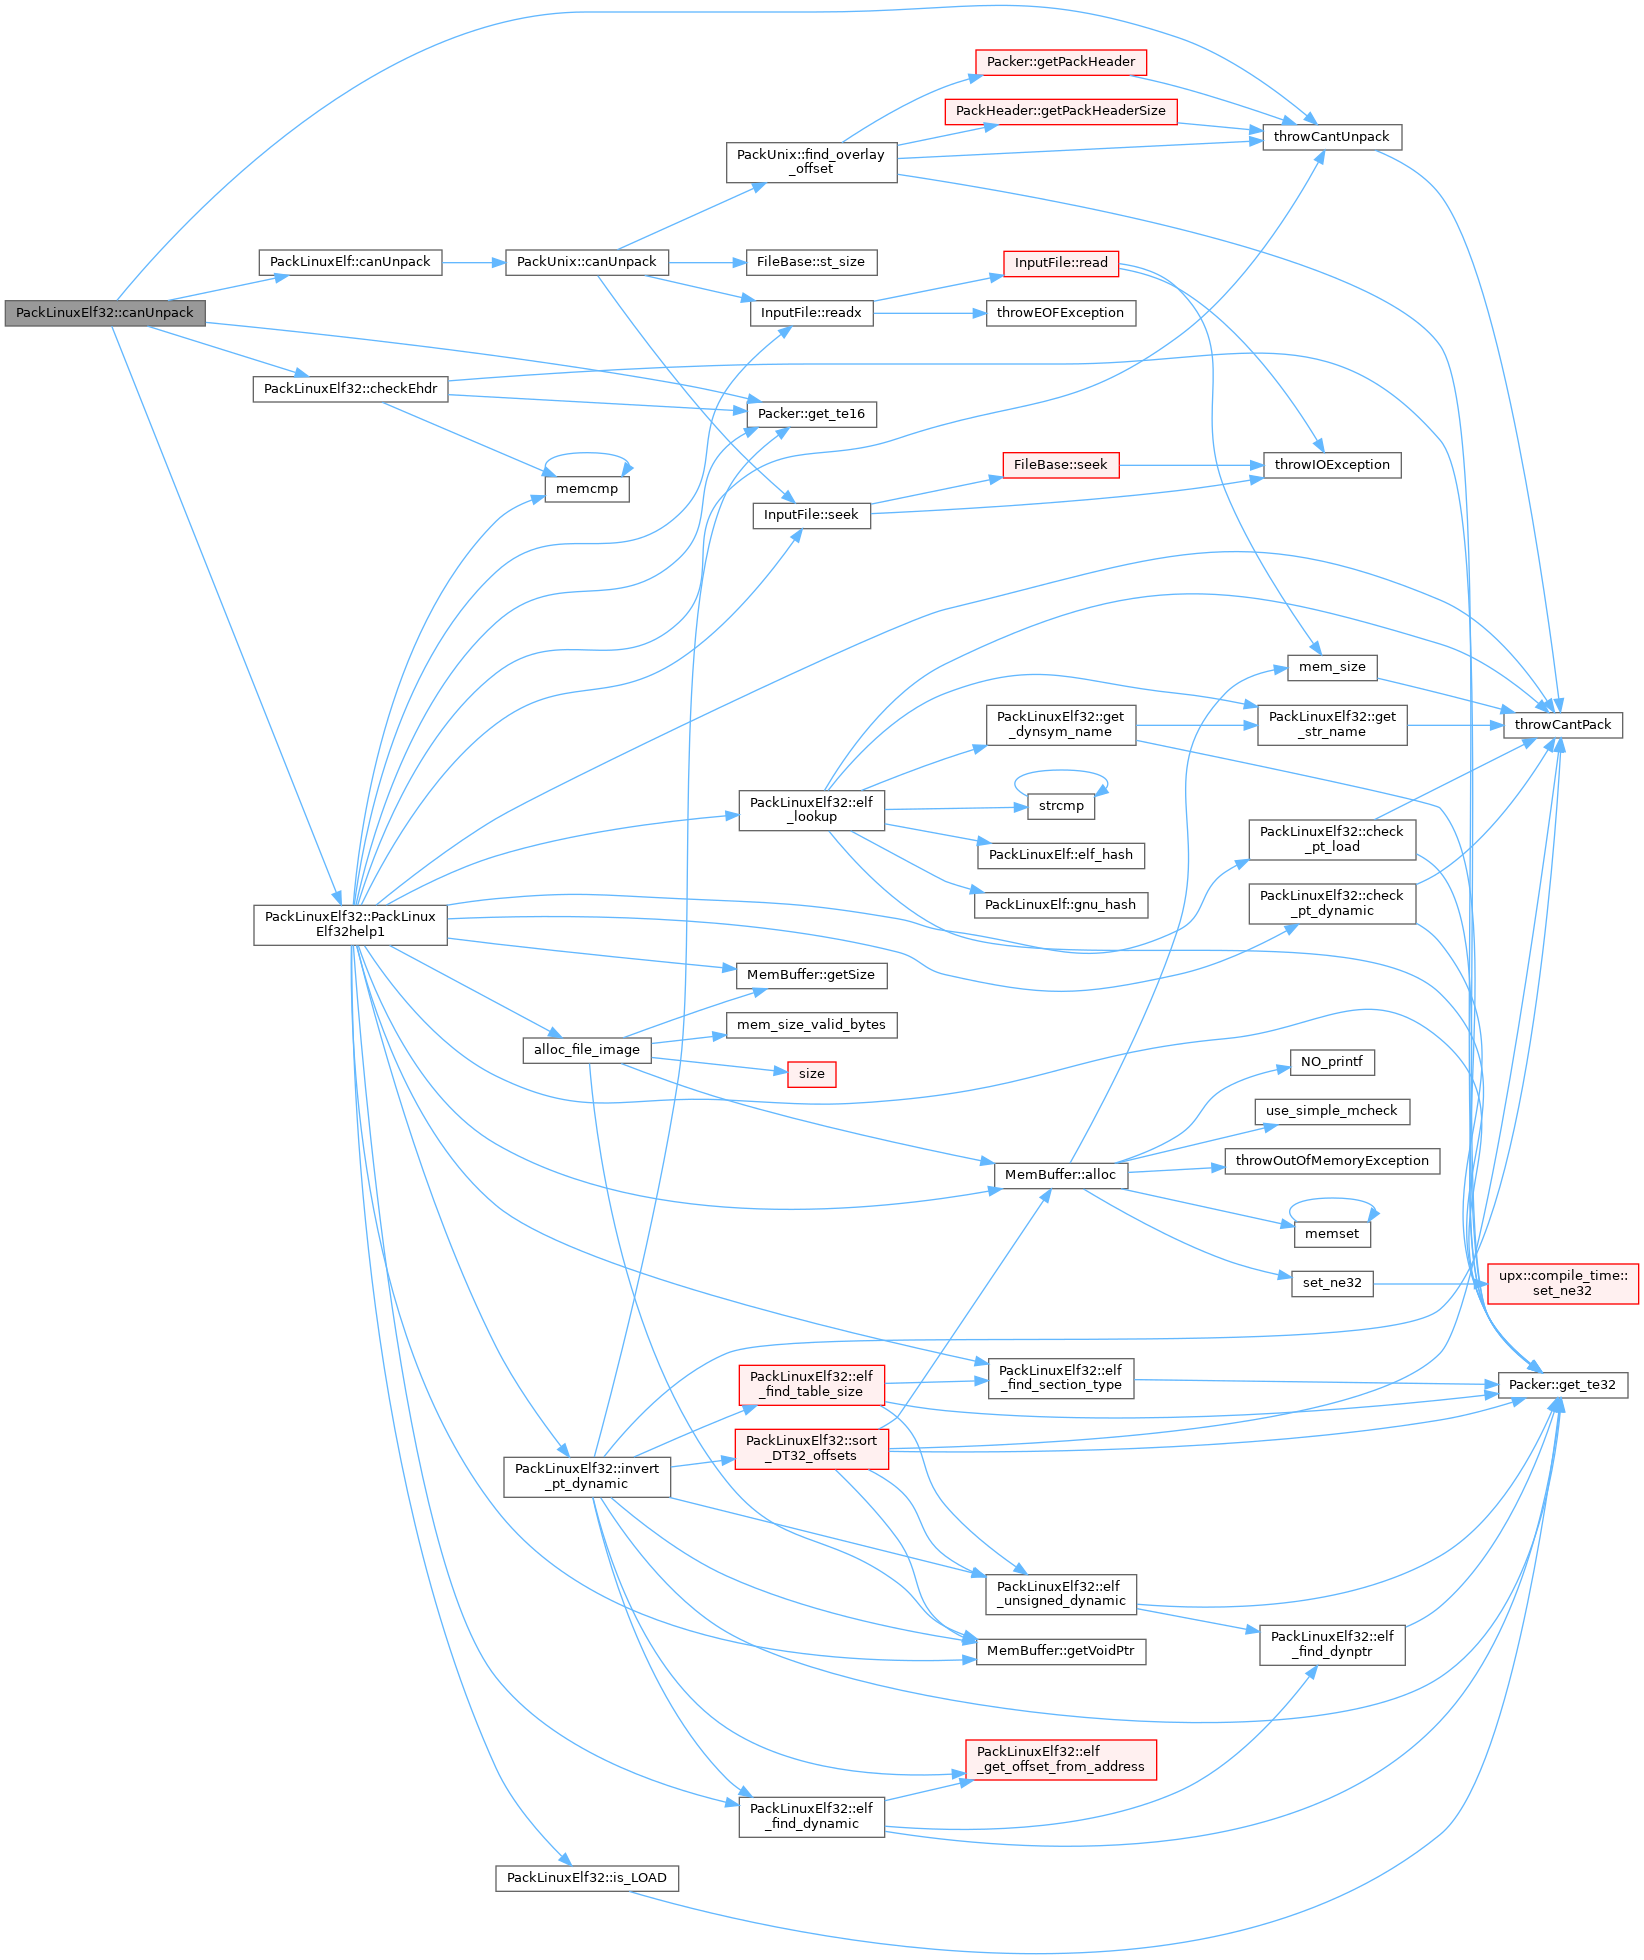 Packer::getPackHeader
PackHeader::getPackHeaderSize
throwCantUnpack
PackUnix::find_overlay
_offset
PackLinuxElf::canUnpack
PackUnix::canUnpack
FileBase::st_size
InputFile::read
PackLinuxElf32::canUnpack
InputFile::readx
throwEOFException
PackLinuxElf32::checkEhdr
Packer::get_te16
FileBase::seek
throwIOException
memcmp
InputFile::seek
mem_size
PackLinuxElf32::get
_dynsym_name
PackLinuxElf32::get
_str_name
throwCantPack
PackLinuxElf32::elf
_lookup
strcmp
PackLinuxElf32::check
_pt_load
PackLinuxElf::elf_hash
PackLinuxElf::gnu_hash
PackLinuxElf32::check
_pt_dynamic
PackLinuxElf32::PackLinux
Elf32help1
MemBuffer::getSize
mem_size_valid_bytes
alloc_file_image
size
NO_printf
use_simple_mcheck
throwOutOfMemoryException
MemBuffer::alloc
memset
set_ne32
upx::compile_time::
set_ne32
PackLinuxElf32::elf
_find_table_size
PackLinuxElf32::elf
_find_section_type
Packer::get_te32
PackLinuxElf32::sort
_DT32_offsets
PackLinuxElf32::invert
_pt_dynamic
PackLinuxElf32::elf
_unsigned_dynamic
MemBuffer::getVoidPtr
PackLinuxElf32::elf
_find_dynptr
PackLinuxElf32::elf
_get_offset_from_address
PackLinuxElf32::elf
_find_dynamic
PackLinuxElf32::is_LOAD